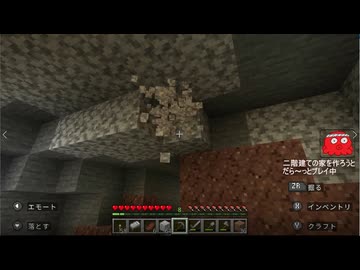 二階建ての家を作ろうと
だら～っとプレイ中
ZR 掘る
エモート
X インベントリ
落とす
Y クラフト
8